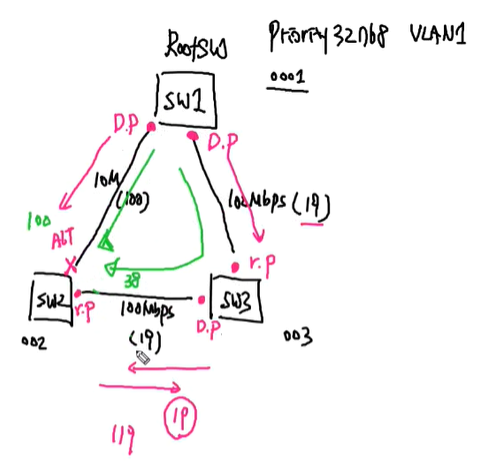 RootSW Priority 32768 VLAN1
0001
SW1
D.P D.P
10M
(100)
100Mbps (19)
100
ALT
r.p
38
SW2
r.p
100Mbps
(19)
D.P
SW3
002
003
119